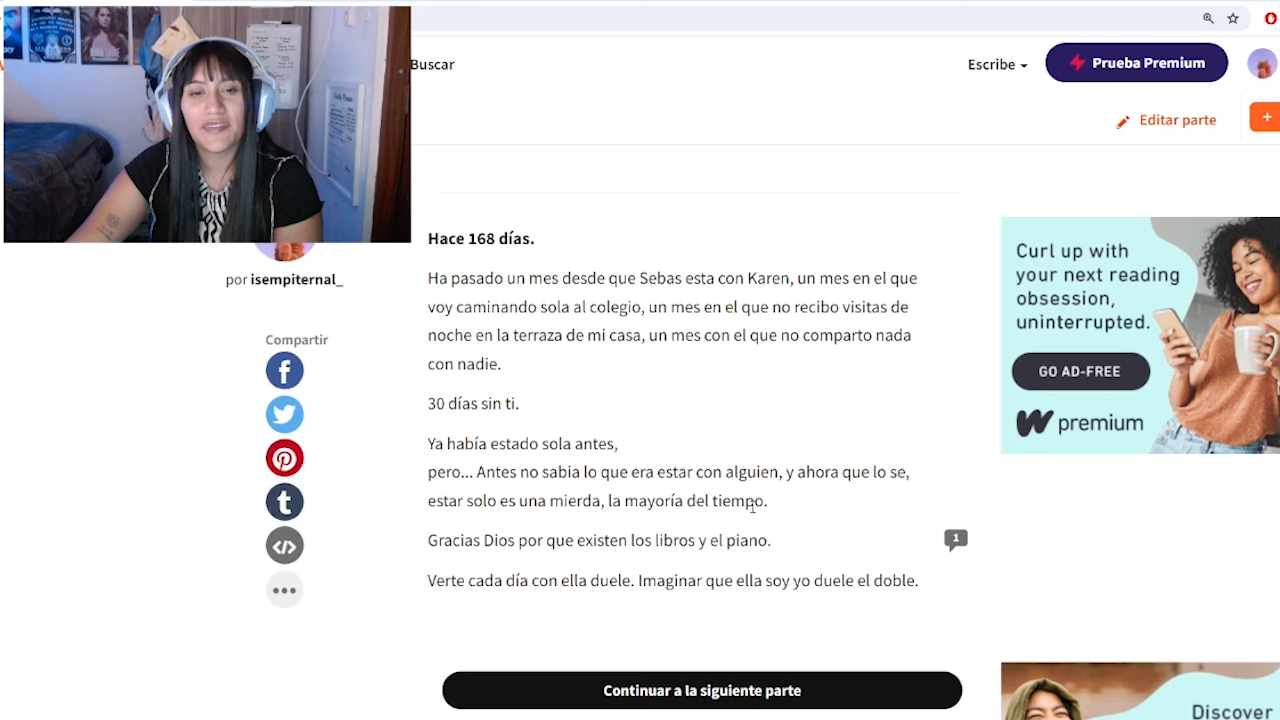 Buscar
Escribe
Prueba Premium
Editar parte
+
Hace 168 días.
por isempiternal_
Ha pasado un mes desde que Sebas esta con Karen, un mes en el que
voy caminando sola al colegio, un mes en el que no recibo visitas de
noche en la terraza de mi casa, un mes con el que no comparto nada
con nadie.
Compartir
30 días sin ti.
Ya había estado sola antes,
pero... Antes no sabia lo que era estar con alguien, y ahora que lo se,
estar solo es una mierda, la mayoría del tiempo.
Gracias Dios por que existen los libros y el piano.
1
Verte cada día con ella duele. Imaginar que ella soy yo duele el doble.
Continuar a la siguiente parte
Curl up with
your next reading
obsession,
uninterrupted.
GO AD-FREE
premium
Discover